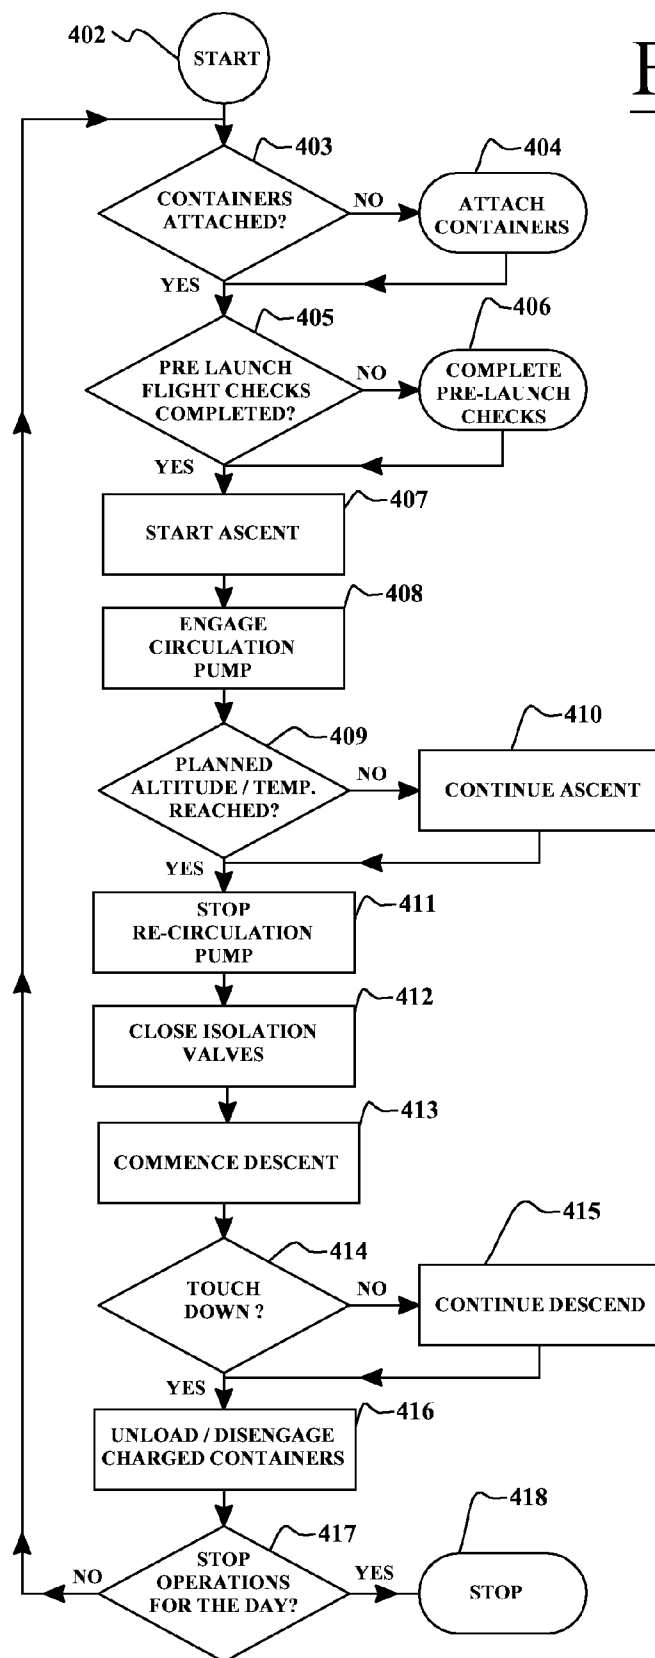 402
START
F
403
CONTAINERS
ATTACHED?
NO
404
ATTACH
CONTAINERS
YES
405
PRE LAUNCH
FLIGHT CHECKS
COMPLETED?
NO
406
COMPLETE
PRE-LAUNCH
CHECKS
YES
407
START ASCENT
408
ENGAGE
CIRCULATION
PUMP
409
PLANNED
ALTITUDE / TEMP.
REACHED?
NO
410
CONTINUE ASCENT
YES
411
STOP
RE-CIRCULATION
PUMP
412
CLOSE ISOLATION
VALVES
413
COMMENCE DESCENT
414
TOUCH
DOWN ?
NO
415
CONTINUE DESCEND
YES
416
UNLOAD / DISENGAGE
CHARGED CONTAINERS
417
STOP
OPERATIONS
FOR THE DAY?
NO
YES
418
STOP